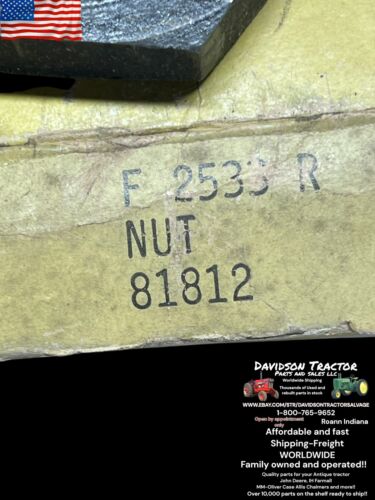 F 2533 R
NUT
81812
DAVIDSON TRACTOR
PARTS AND SALES LLC
Worldwide Shipping
Thousands of Used and
rebuilt parts in stock
WWW.EBAY.COM/STR/DAVIDSONTRACTORSALVAGE
1-800-765-9652
Open by appointment only
Roann Indiana
Affordable and fast
Shipping-Freight
WORLDWIDE
Family owned and operated!!
Quality parts for your Antique tractor
John Deere, IH Farmall
MM-Oliver Case Allis Chalmers and more!!
Over 10,000 parts on the shelf ready to ship!!